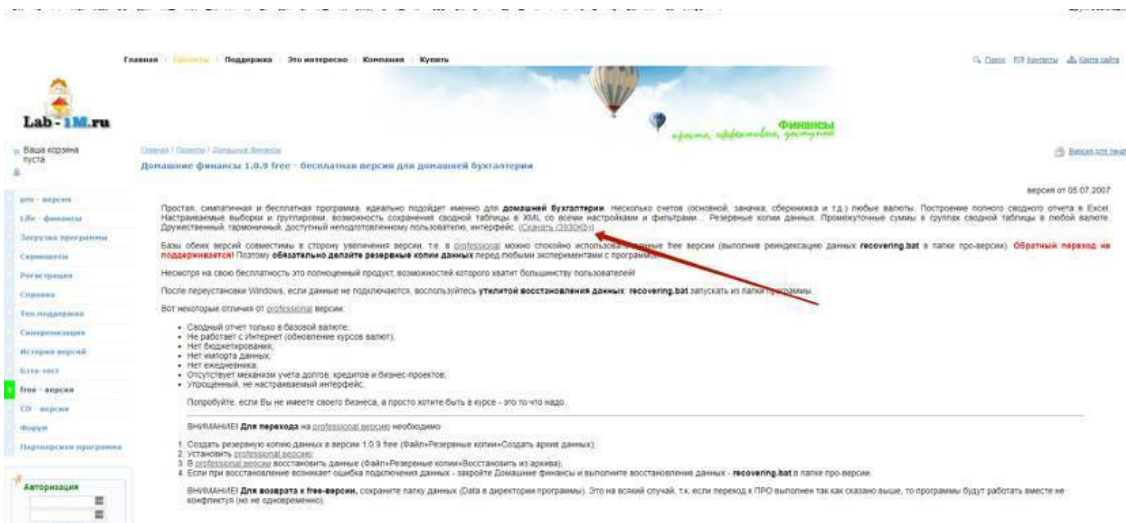 Главная
Проекты
Поддержка
Это интересно
Компания
Купить
Поиск
Контакты
Карта сайта
Lab-1M.ru
Финансы
просто, эффективно, доступно
Ваша корзина
пуста
Главная / Проекты / Домашние финансы
Версия для печа
Домашние финансы 1.0.9 free - бесплатная версия для домашней бухгалтерии
версия от 05.07.2007
pro - версия
Life - финансы
Загрузка программы
Скриншоты
Регистрация
Справка
Тех.поддержка
Синхронизация
История версий
Бэта-тест
free - версия
CD - версия
Форум
Партнерская программа
Авторизация
Простая, симпатичная и бесплатная программа, идеально подойдет именно для домашней бухгалтерии. Несколько счетов (основной, заначка, сберкнижка и т.д.) любые валюты. Построение полного сводного отчета в Excel.
Настраиваемые выборки и группировки, возможность сохранения сводной таблицы в XML со всеми настройками и фильтрами... Резервные копии данных. Промежуточные суммы в группах сводной таблицы в любой валюте.
Дружественный, гармоничный, доступный неподготовленному пользователю, интерфейс. (Скачать (3930Kb))
Базы обеих версий совместимы в сторону увеличения версии, т.е. в professional можно спокойно использова данные free версии (выполнив реиндексацию данных recovering.bat в папке про-версии). Обратный переход не
поддерживается! Поэтому обязательно делайте резервные копии данных перед любыми экспериментами с программой
Несмотря на свою бесплатность это полноценный продукт, возможностей которого хватит большинству пользователей!
После переустановки Windows, если данные не подключаются, воспользуйтесь утилитой восстановления данных: recovering.bat запускать из папки программы.
Вот некоторые отличия от professional версии:
Сводный отчет только в базовой валюте;
Не работает с Интернет (обновление курсов валют);
Нет бюджетирования;
Нет импорта данных;
Нет ежедневника;
Отсутствует механизм учета долгов, кредитов и бизнес-проектов;
Упрощенный, не настраиваемый интерфейс;
Попробуйте, если Вы не имеете своего бизнеса, а просто хотите быть в курсе - это то что надо...
ВНИМАНИЕ! Для перехода на professional версию необходимо:
1. Создать резервную копию данных в версии 1.0.9 free (Файл»Резервные копии»Создать архив данных);
2. Установить professional версию;
3. В professional версии восстановить данные (Файл»Резервные копии»Восстановить из архива);
4. Если при восстановление возникает ошибка подключения данных - закройте Домашние финансы и выполните восстановление данных - recovering.bat в папке про-версии.
ВНИМАНИЕ! Для возврата к free-версии, сохраните папку данных (Data в директории программы). Это на всякий случай, т.к. если переход к ПРО выполнен так как сказано выше, то программы будут работать вместе не
конфликтуя (но не одновременно).